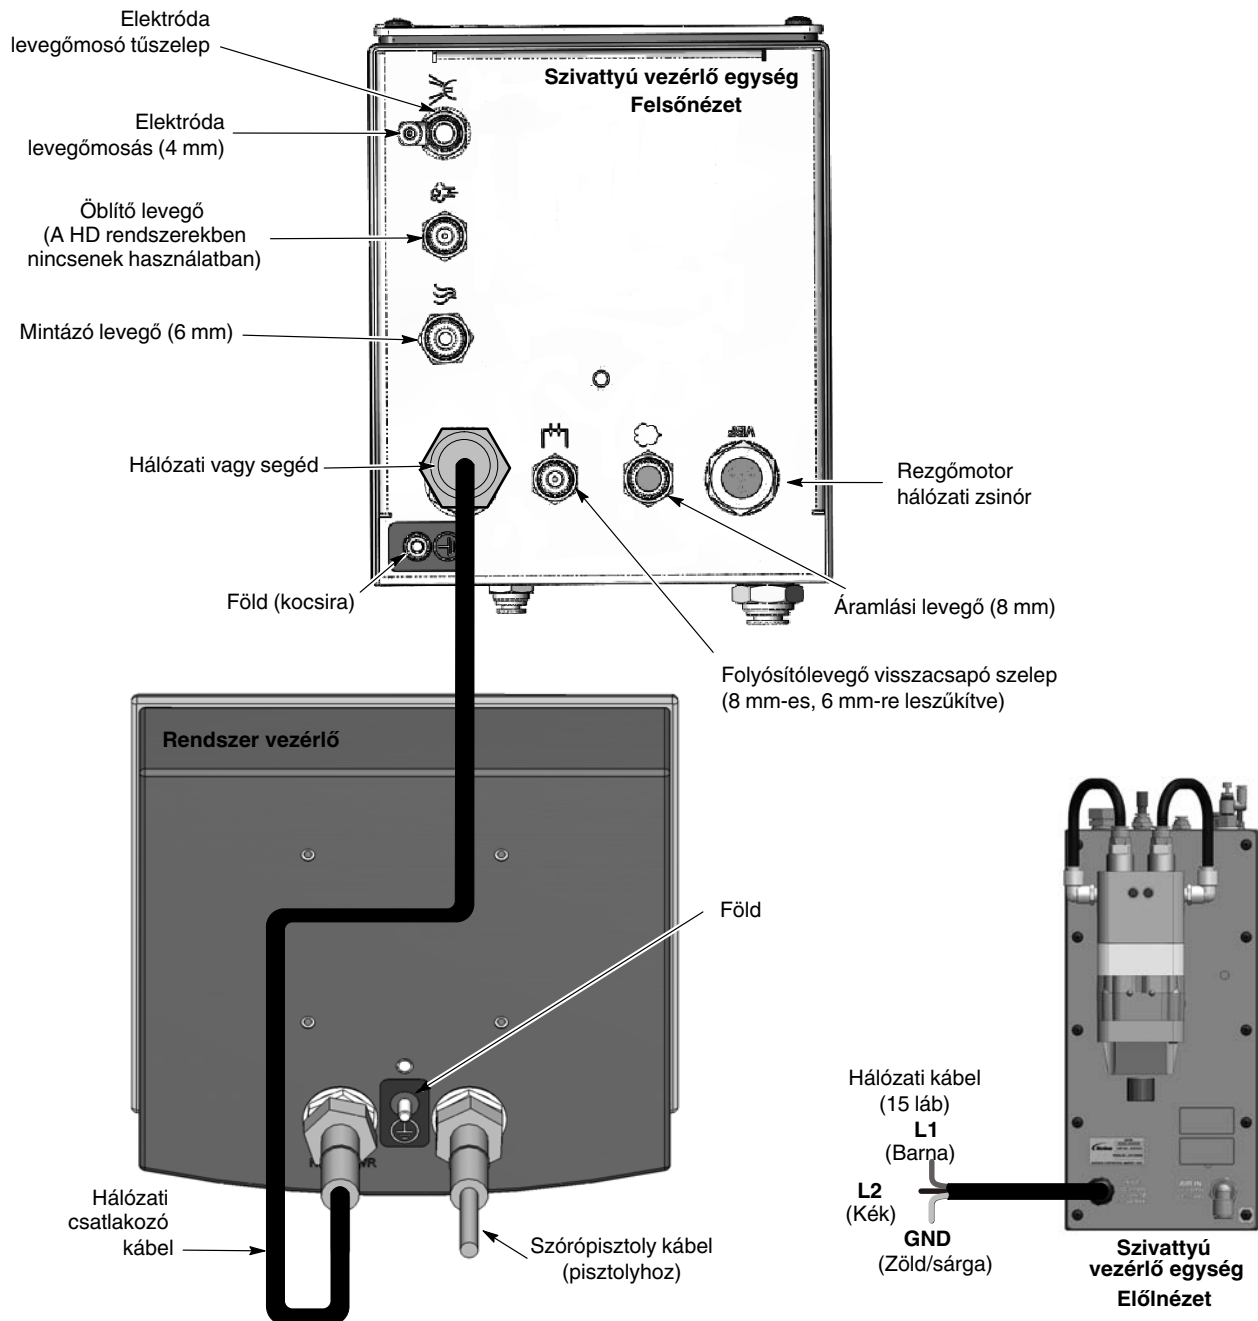 Elektróda
levegőmosó tűszelep
Szivattyú vezérlő egység
Felsőnézet
Elektróda
levegőmosás (4 mm)
Öblítő levegő
(A HD rendszerekben
nincsenek használatban)
Mintázó levegő (6 mm)
Hálózati vagy segéd
Rezgőmotor
hálózati zsinór
Föld (kocsira)
Áramlási levegő (8 mm)
Folyósítólevegő visszacsapó szelep
(8 mm-es, 6 mm-re leszűkítve)
Rendszer vezérlő
Föld
Hálózati kábel
(15 láb)
L1
(Barna)
L2
(Kék)
GND
(Zöld/sárga)
Hálózati
csatlakozó
kábel
Szórópisztoly kábel
(pisztolyhoz)
AIR IN
Szivattyú
vezérlő egység
Előlnézet